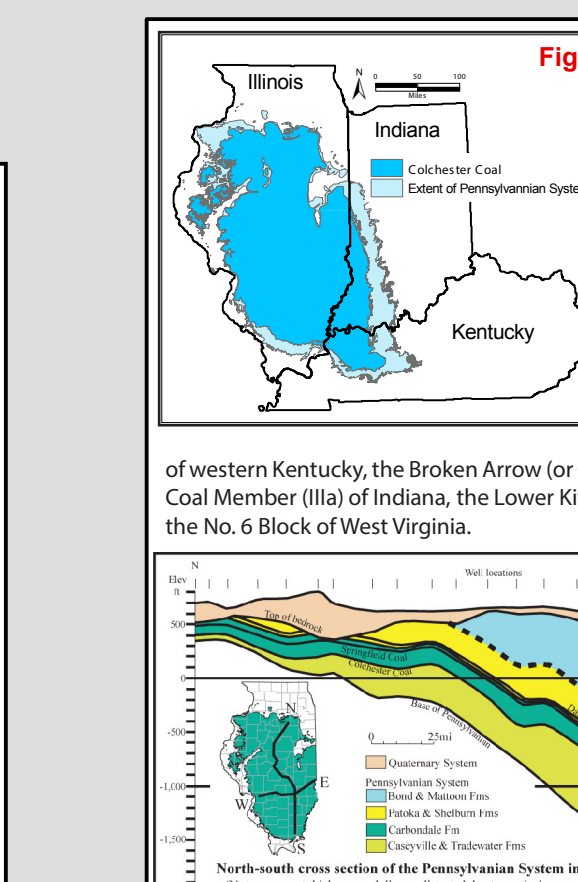 Fig
N
0 50 100
Miles
Illinois
Indiana
Colchester Coal
Extent of Pennsylvannian Syste
Kentucky
of western Kentucky, the Broken Arrow (or
Coal Member (IIIa) of Indiana, the Lower Ki
the No. 6 Block of West Virginia.
N
Elev
ft
Well locations
500
0
-500
-1,000
-1,500
Top of bedrock
Springfield Coal
Colchester Coal
Base of Pennsylvanian
0 25mi
N
W
E
S
Quaternary System
Pennsylvanian System
Bond & Mattoon Fms
Patoka & Shelburn Fms
Carbondale Fm
Caseyville & Tradewater Fms
North-south cross section of the Pennsylvanian System in